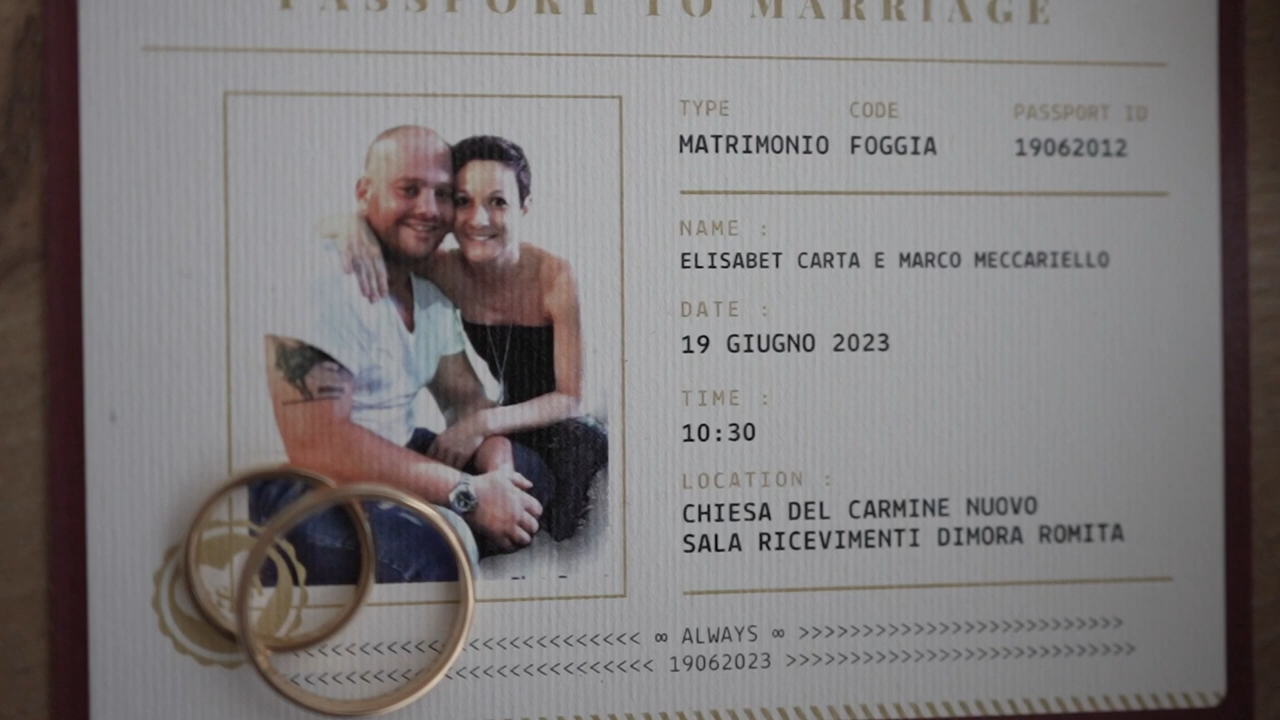 PASSPORT TO MARRIAGE
TYPE CODE PASSPORT ID
MATRIMONIO FOGGIA 19062012
NAME :
ELISABET CARTA E MARCO MECCARIELLO
DATE :
19 GIUGNO 2023
TIME :
10:30
LOCATION :
CHIESA DEL CARMINE NUOVO
SALA RICEVIMENTI DIMORA ROMITA
<<<<<<<<<<<<<<<<<<<<<<<<<<< ∞ ALWAYS ∞ >>>>>>>>>>>>>>>>>>>>>>>>>>
<<<<<<<<<<<<<<<<<<<<<<<<<<<< 19062023 >>>>>>>>>>>>>>>>>>>>>>>>>>>